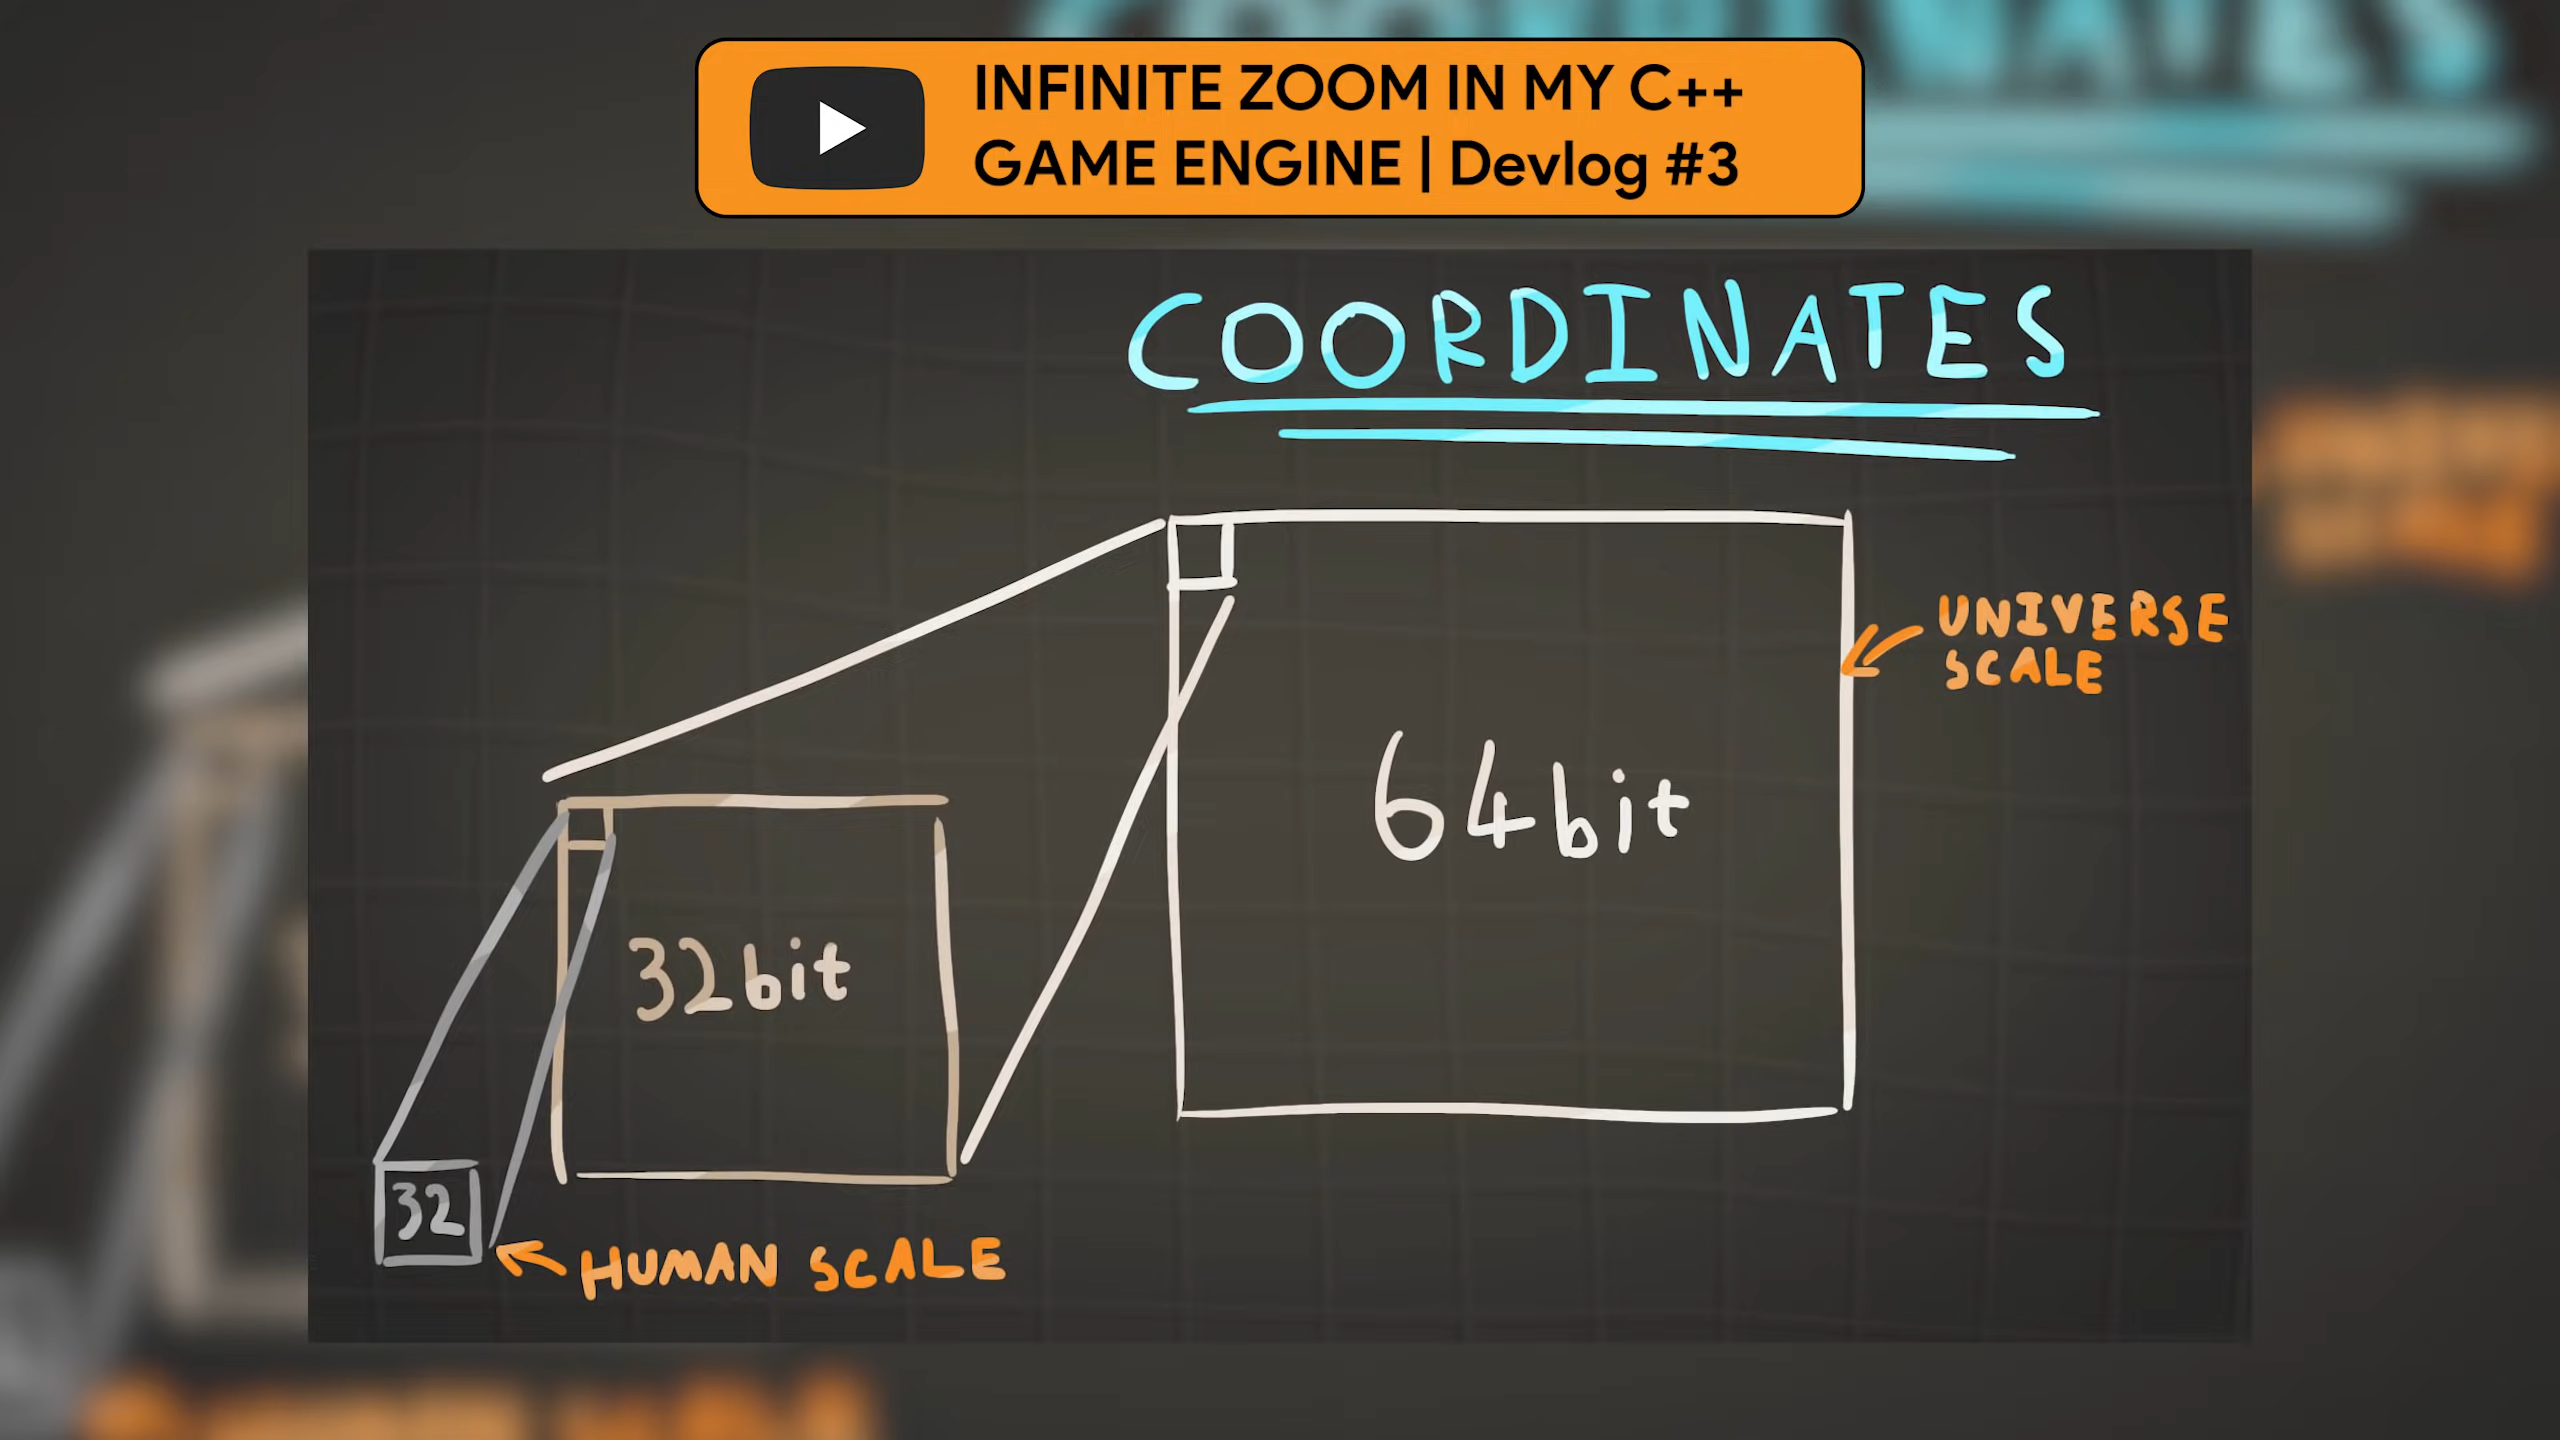 INFINITE ZOOM IN MY C++
GAME ENGINE | Devlog #3
COORDINATES
UNIVERSE
SCALE
64bit
32bit
32
HUMAN SCALE